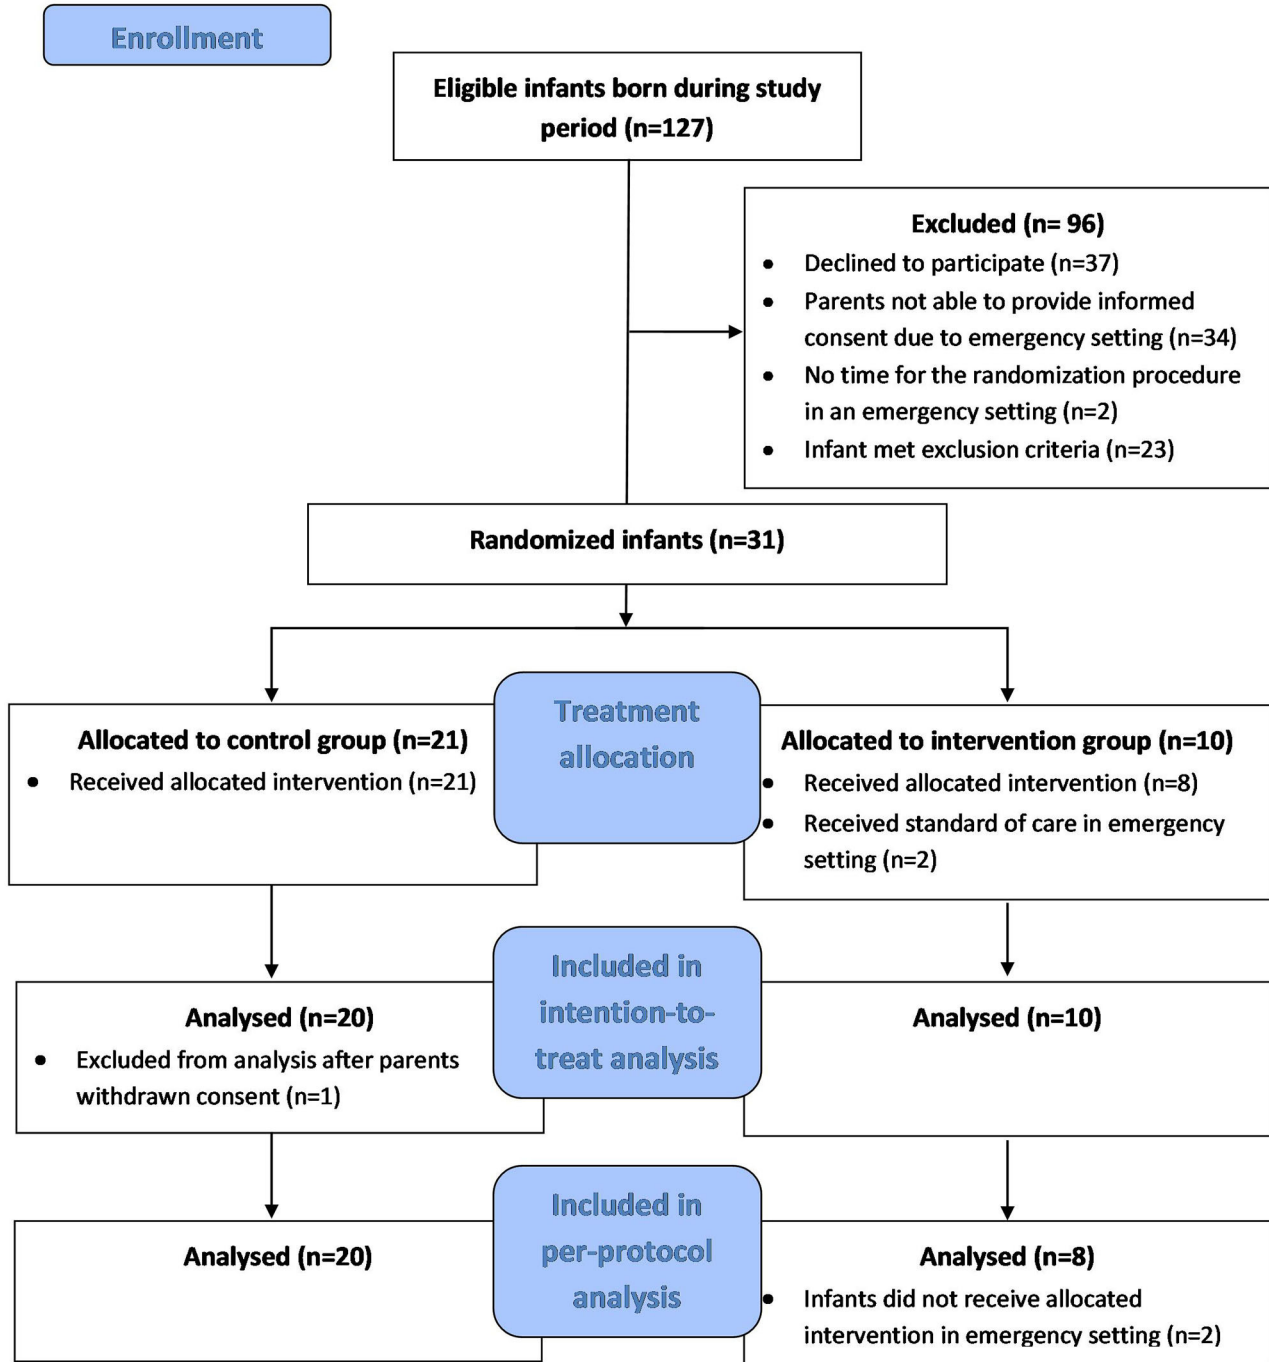 Enrollment
Eligible infants born during study
period (n=127)
Excluded (n= 96)
• Declined to participate (n=37)
• Parents not able to provide informed
consent due to emergency setting (n=34)
• No time for the randomization procedure
in an emergency setting (n=2)
• Infant met exclusion criteria (n=23)
Randomized infants (n=31)
Treatment
allocation
Allocated to control group (n=21)
• Received allocated intervention (n=21)
Allocated to intervention group (n=10)
• Received allocated intervention (n=8)
• Received standard of care in emergency
setting (n=2)
Included in
intention-to-
treat analysis
Analysed (n=20)
• Excluded from analysis after parents
withdrawn consent (n=1)
Analysed (n=10)
Included in
per-protocol
analysis
Analysed (n=20)
Analysed (n=8)
• Infants did not receive allocated
intervention in emergency setting (n=2)